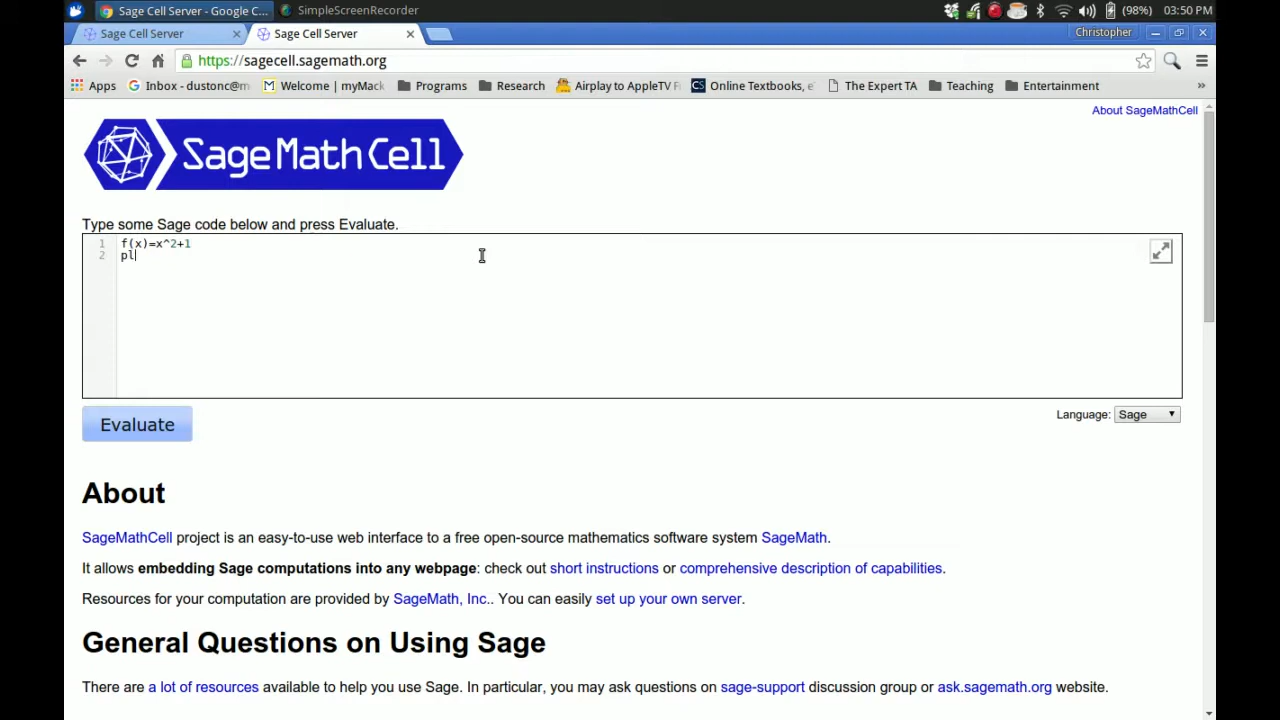 Sage Cell Server - Google C... SimpleScreenRecorder (98%) 03:50 PM
Sage Cell Server Sage Cell Server Christopher
https://sagecell.sagemath.org
Apps Inbox - dustonc@m Welcome | myMack Programs Research Airplay to AppleTV Online Textbooks, e The Expert TA Teaching Entertainment »
About SageMathCell
SageMathCell
Type some Sage code below and press Evaluate.
1 f(x)=x^2+1
2 pl
Evaluate
Language: Sage
About
SageMathCell project is an easy-to-use web interface to a free open-source mathematics software system SageMath.
It allows embedding Sage computations into any webpage: check out short instructions or comprehensive description of capabilities.
Resources for your computation are provided by SageMath, Inc.. You can easily set up your own server.
General Questions on Using Sage
There are a lot of resources available to help you use Sage. In particular, you may ask questions on sage-support discussion group or ask.sagemath.org website.